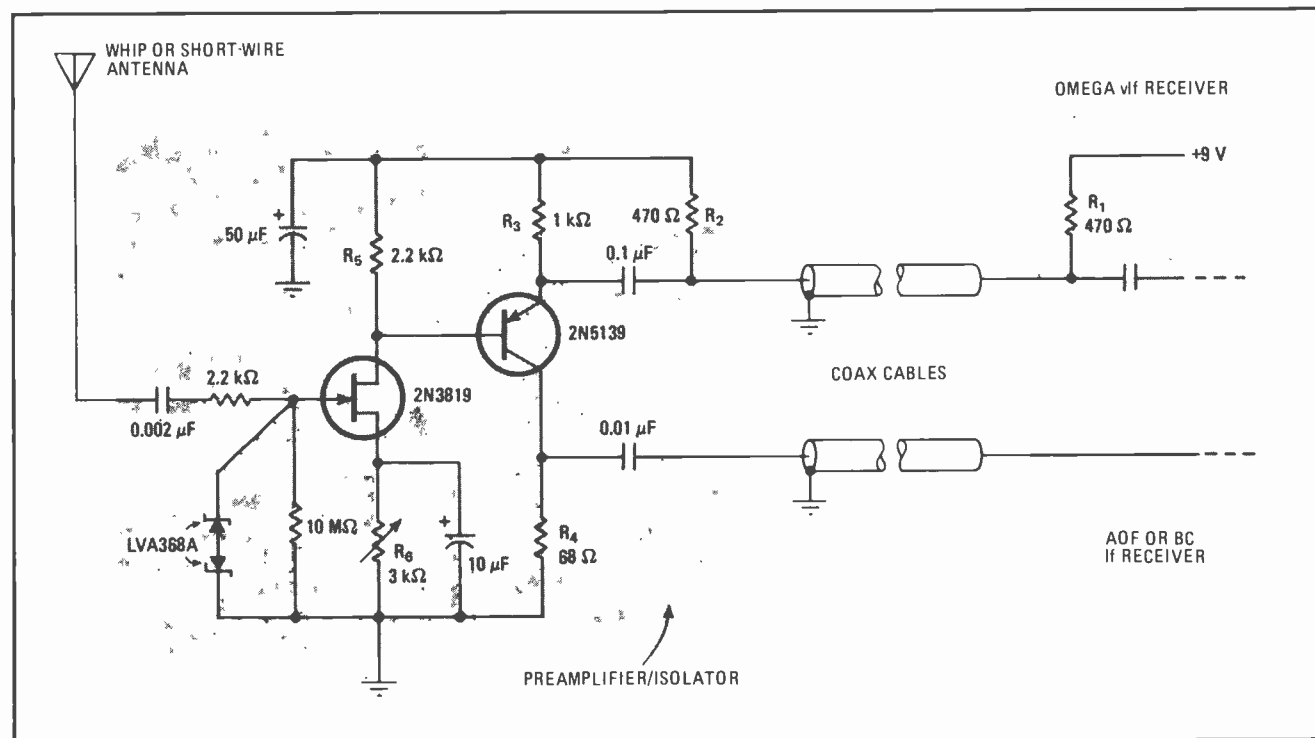 WHIP OR SHORT-WIRE
ANTENNA
OMEGA vlf RECEIVER
+9 V
R1
470 Ω
470 Ω
R2
R3
1 kΩ
50 µF
+
R5
2.2 kΩ
0.1 µF
2N5139
COAX CABLES
2.2 kΩ
2N3819
0.002 µF
0.01 µF
LVA368A
10 MΩ
R6
3 kΩ
+
10 µF
R4
68 Ω
AOF OR BC
lf RECEIVER
PREAMPLIFIER/ISOLATOR